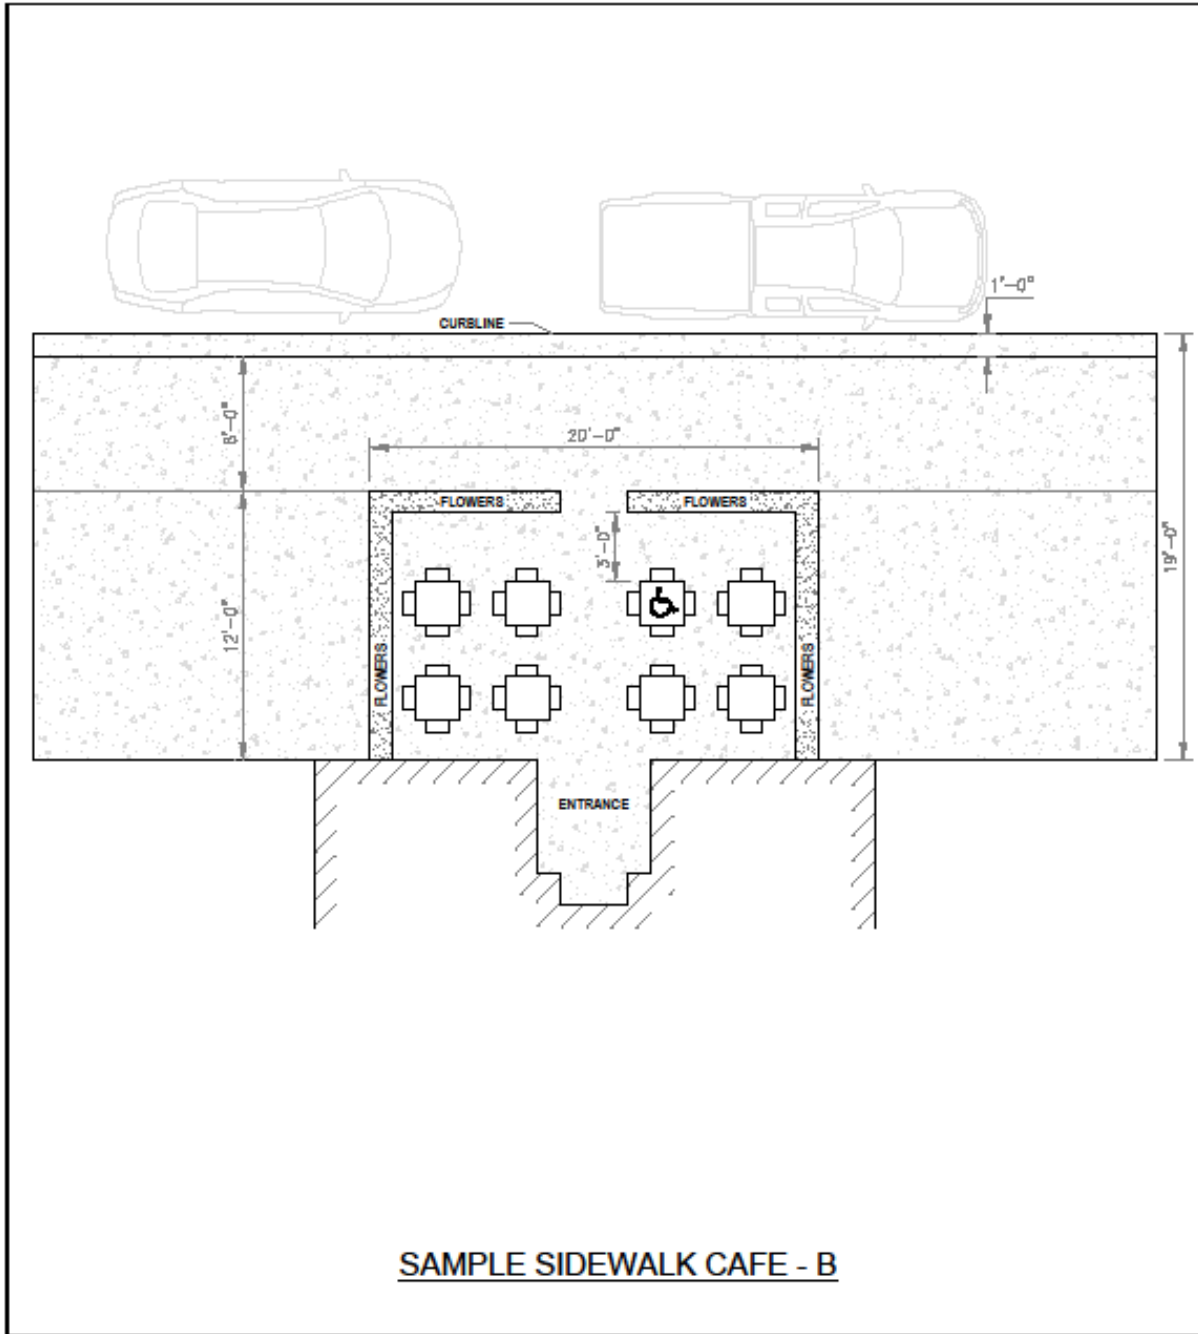 1'-0"
CURBLINE
6'-0"
20'-0"
FLOWERS
FLOWERS
3'-0"
19'-0"
12'-0"
FLOWERS
FLOWERS
ENTRANCE
SAMPLE SIDEWALK CAFE - B